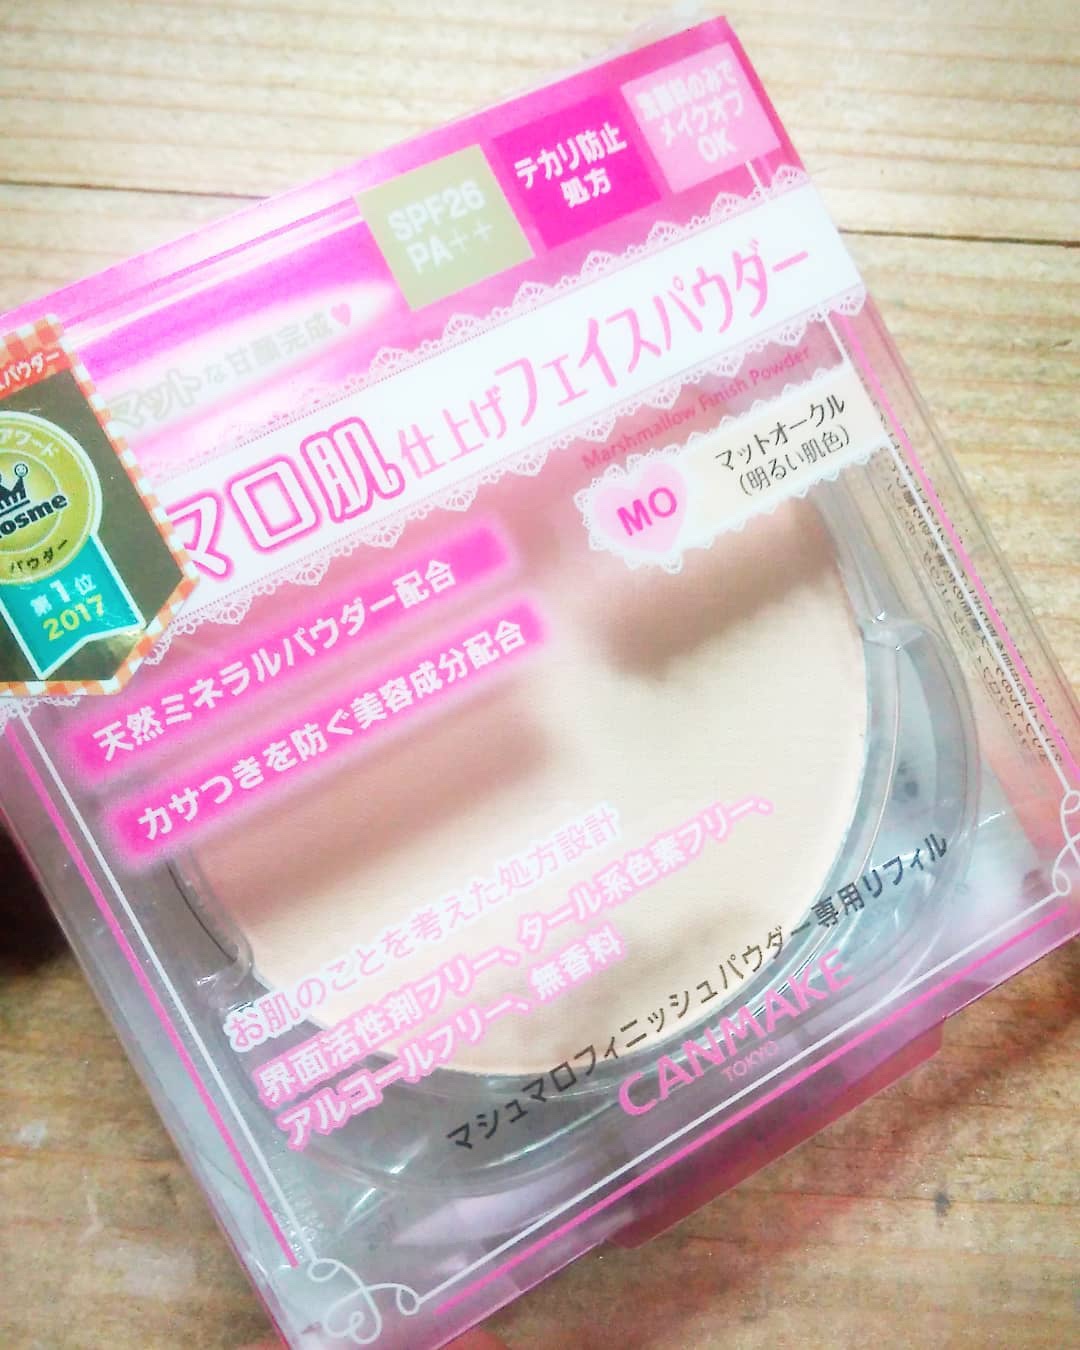 洗顔料のみで
メイクオフ
OK
テカリ防止
処方
SPF26
PA++
マットな甘顔完成♥
マロ肌仕上げフェイスパウダー
Marshmallow Finish Powder
MO
マットオークル
(明るい肌色)
パウダー
アワード
cosme
パウダー
第1位
2017
天然ミネラルパウダー配合
カサつきを防ぐ美容成分配合
お肌のことを考えた処方設計
界面活性剤フリー、タール系色素フリー、
アルコールフリー、無香料
マシュマロフィニッシュパウダー専用リフィル
CANMAKE
TOKYO